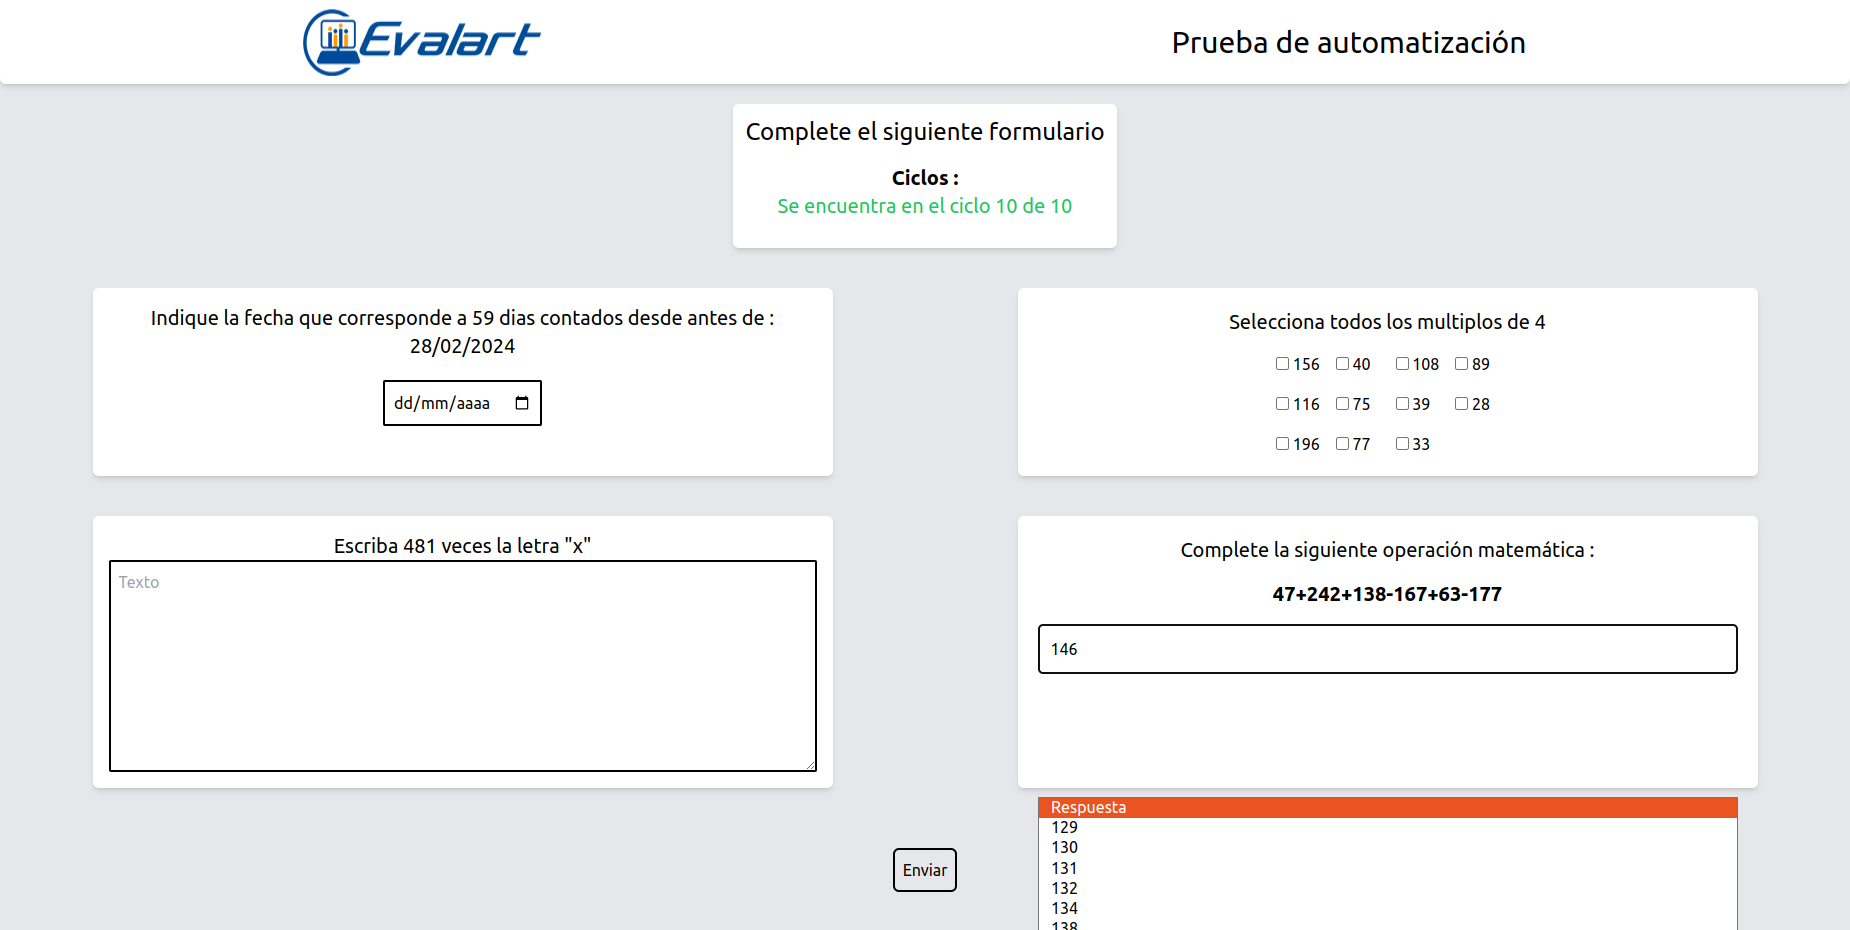 Evalart
Prueba de automatización
Complete el siguiente formulario
Ciclos :
Se encuentra en el ciclo 10 de 10
Indique la fecha que corresponde a 59 dias contados desde antes de :
28/02/2024
dd/mm/aaaa
Selecciona todos los multiplos de 4
156 40 108 89
116 75 39 28
196 77 33
Escriba 481 veces la letra "x"
Texto
Complete la siguiente operación matemática :
47+242+138-167+63-177
146
Respuesta
129
130
131
132
134
138
Enviar